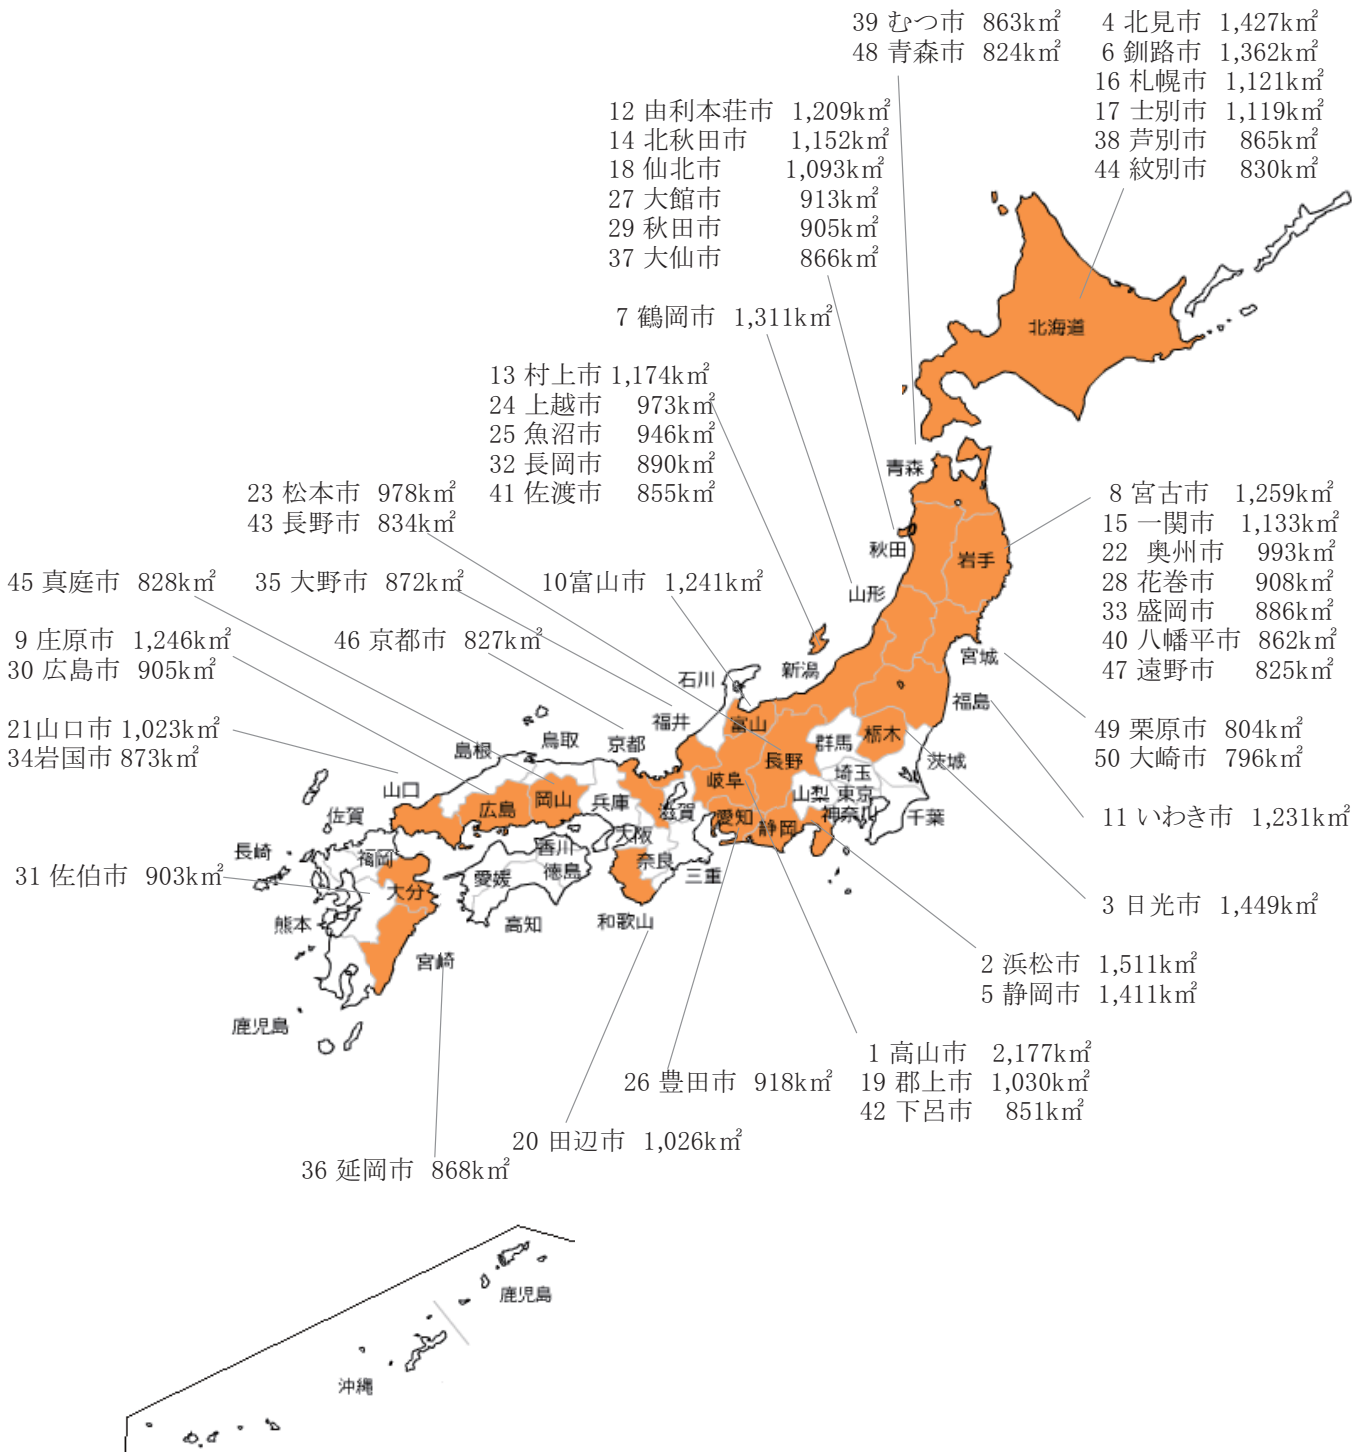 39 むつ市 863k㎡
48 青森市 824k㎡
4 北見市 1,427k㎡
6 釧路市 1,362k㎡
16 札幌市 1,121k㎡
17 士別市 1,119k㎡
38 芦別市 865k㎡
44 紋別市 830k㎡
12 由利本荘市 1,209k㎡
14 北秋田市 1,152k㎡
18 仙北市 1,093k㎡
27 大館市 913k㎡
29 秋田市 905k㎡
37 大仙市 866k㎡
7 鶴岡市 1,311k㎡
13 村上市 1,174k㎡
24 上越市 973k㎡
25 魚沼市 946k㎡
32 長岡市 890k㎡
41 佐渡市 855k㎡
23 松本市 978k㎡
43 長野市 834k㎡
45 真庭市 828k㎡
35 大野市 872k㎡
10富山市 1,241k㎡
9 庄原市 1,246k㎡
30 広島市 905k㎡
46 京都市 827k㎡
21山口市 1,023k㎡
34岩国市 873k㎡
31 佐伯市 903k㎡
8 宮古市 1,259k㎡
15 一関市 1,133k㎡
22 奥州市 993k㎡
28 花巻市 908k㎡
33 盛岡市 886k㎡
40 八幡平市 862k㎡
47 遠野市 825k㎡
49 栗原市 804k㎡
50 大崎市 796k㎡
11 いわき市 1,231k㎡
3 日光市 1,449k㎡
2 浜松市 1,511k㎡
5 静岡市 1,411k㎡
1 高山市 2,177k㎡
19 郡上市 1,030k㎡
42 下呂市 851k㎡
26 豊田市 918k㎡
20 田辺市 1,026k㎡
36 延岡市 868k㎡
北海道
青森
秋田
岩手
山形
宮城
新潟
福島
石川
富山
福井
群馬
栃木
茨城
長野
埼玉
山梨
東京
神奈川
千葉
岐阜
愛知
静岡
滋賀
三重
京都
兵庫
大阪
奈良
和歌山
鳥取
島根
岡山
広島
山口
香川
徳島
愛媛
高知
佐賀
長崎
福岡
大分
熊本
宮崎
鹿児島
鹿児島
沖縄